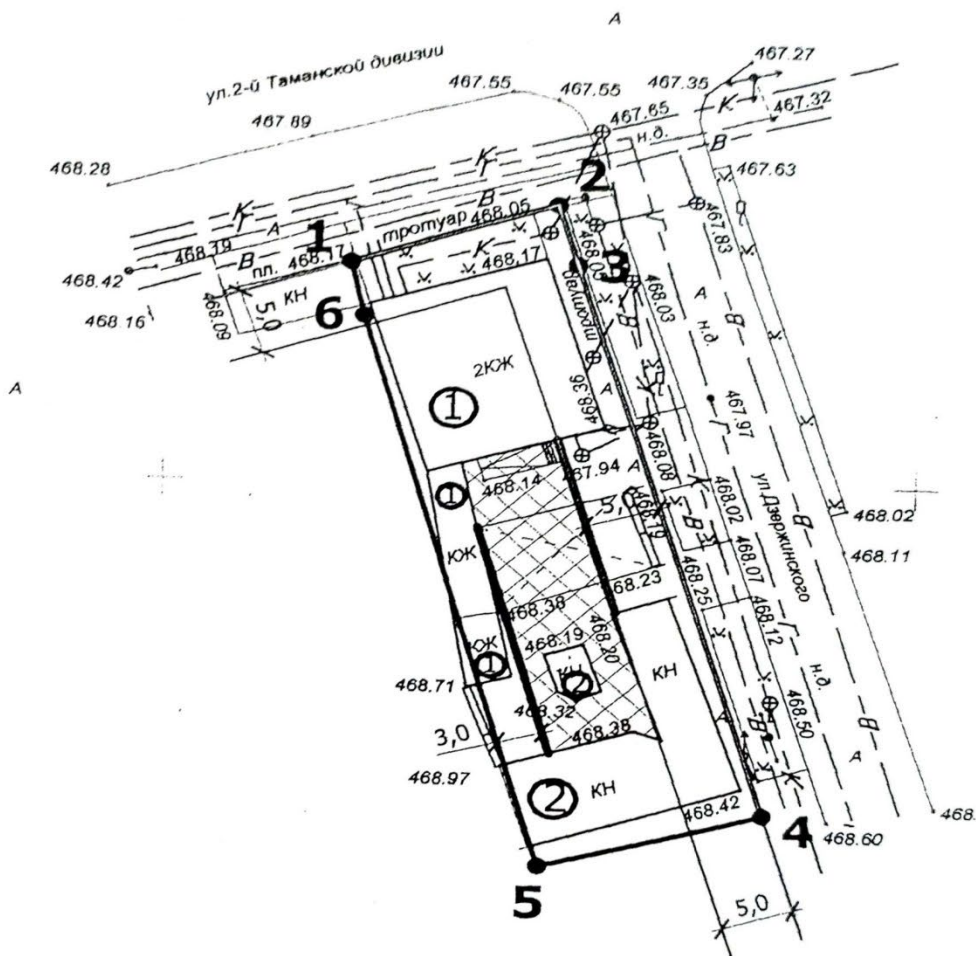 А
467.27
ул.2-й Таманской дивизии
467.55
467.55
467.35
К
467.32
467.65
н.д.
467.89
В
468.28
К
Г
467.63
К
Г
В
2
468.05
тротуар
А
1
468.19
468.17
К
467.83
468.42
В
пл.
468.17
468.05
3
КН
6
468.16
468.09
5,0
тротуар
В
468.03
А
н.д.
В
А
2КЖ
1
468.36
А
467.97
Г
467.94
А
468.08
1
468.14
5,0
468.19
468.02
ул.Дзержинского
В
468.02
КЖ
В
468.07
468.11
468.23
468.25
468.38
468.12
В
КЖ
1
468.19
468.20
КН
2
КН
Г
н.д.
468.71
468.32
А
В
468.50
В
3,0
468.38
А
468.97
2
КН
468.42
4
468.60
468.
5
5,0